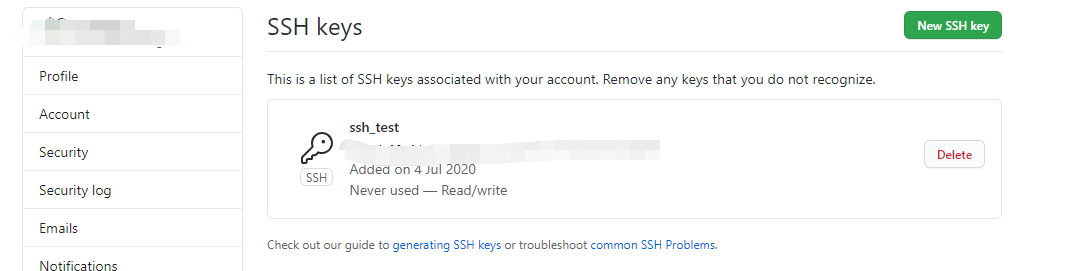 SSH keys
New SSH key
Profile
Account
Security
Security log
Emails
Notifications
This is a list of SSH keys associated with your account. Remove any keys that you do not recognize.
ssh_test
SSH
Added on 4 Jul 2020
Never used — Read/write
Delete
Check out our guide to generating SSH keys or troubleshoot common SSH Problems.